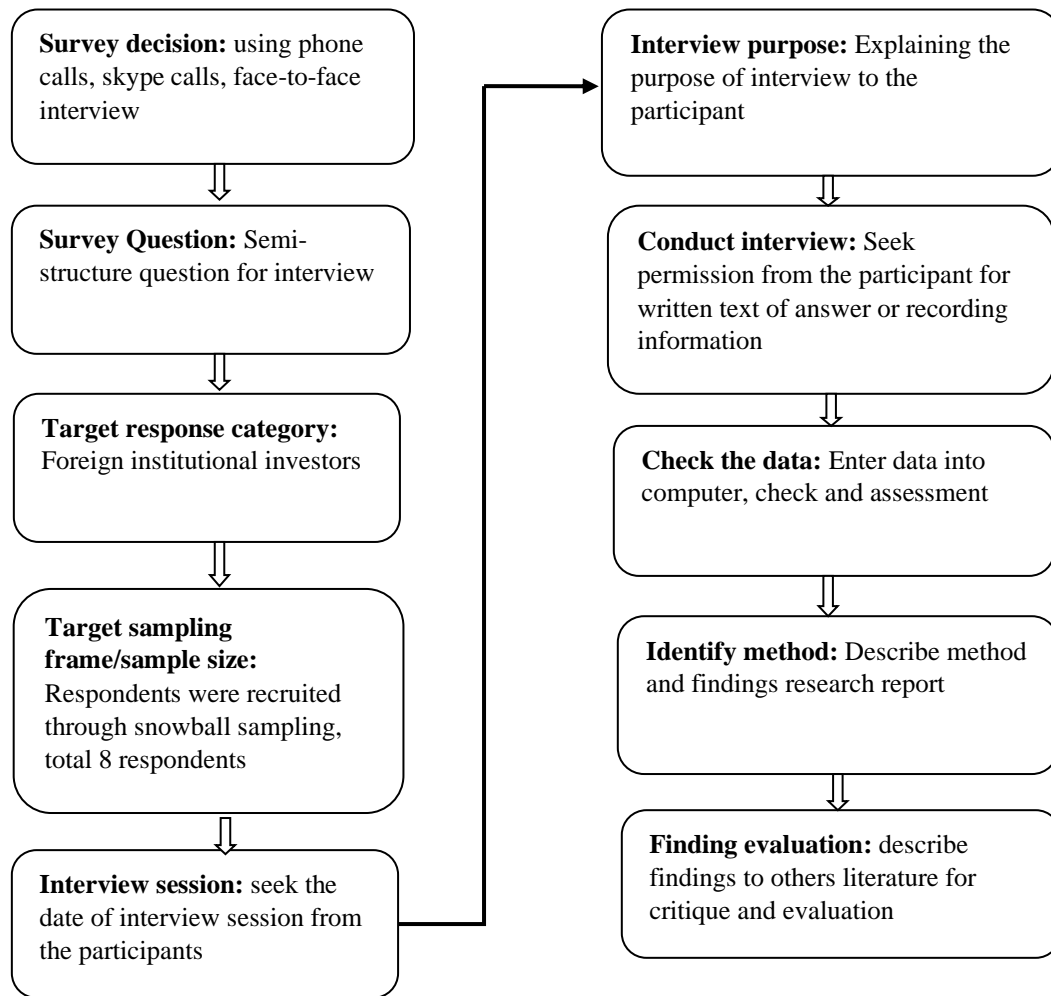 Survey decision: using phone
calls, skype calls, face-to-face
interview
Survey Question: Semi-
structure question for interview
Target response category:
Foreign institutional investors
Target sampling
frame/sample size:
Respondents were recruited
through snowball sampling,
total 8 respondents
Interview session: seek the
date of interview session from
the participants
Interview purpose: Explaining the
purpose of interview to the
participant
Conduct interview: Seek
permission from the participant for
written text of answer or recording
information
Check the data: Enter data into
computer, check and assessment
Identify method: Describe method
and findings research report
Finding evaluation: describe
findings to others literature for
critique and evaluation